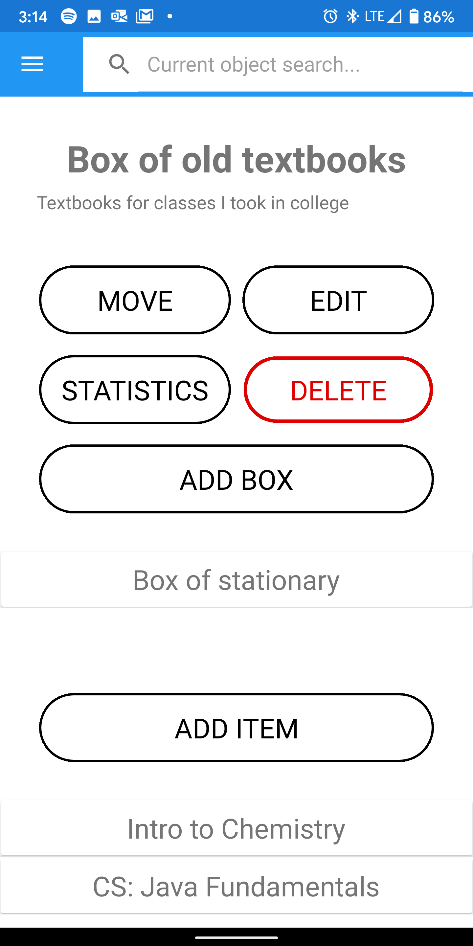 3:14 LTE 86%
Current object search...
Box of old textbooks
Textbooks for classes I took in college
MOVE EDIT
STATISTICS DELETE
ADD BOX
Box of stationary
ADD ITEM
Intro to Chemistry
CS: Java Fundamentals